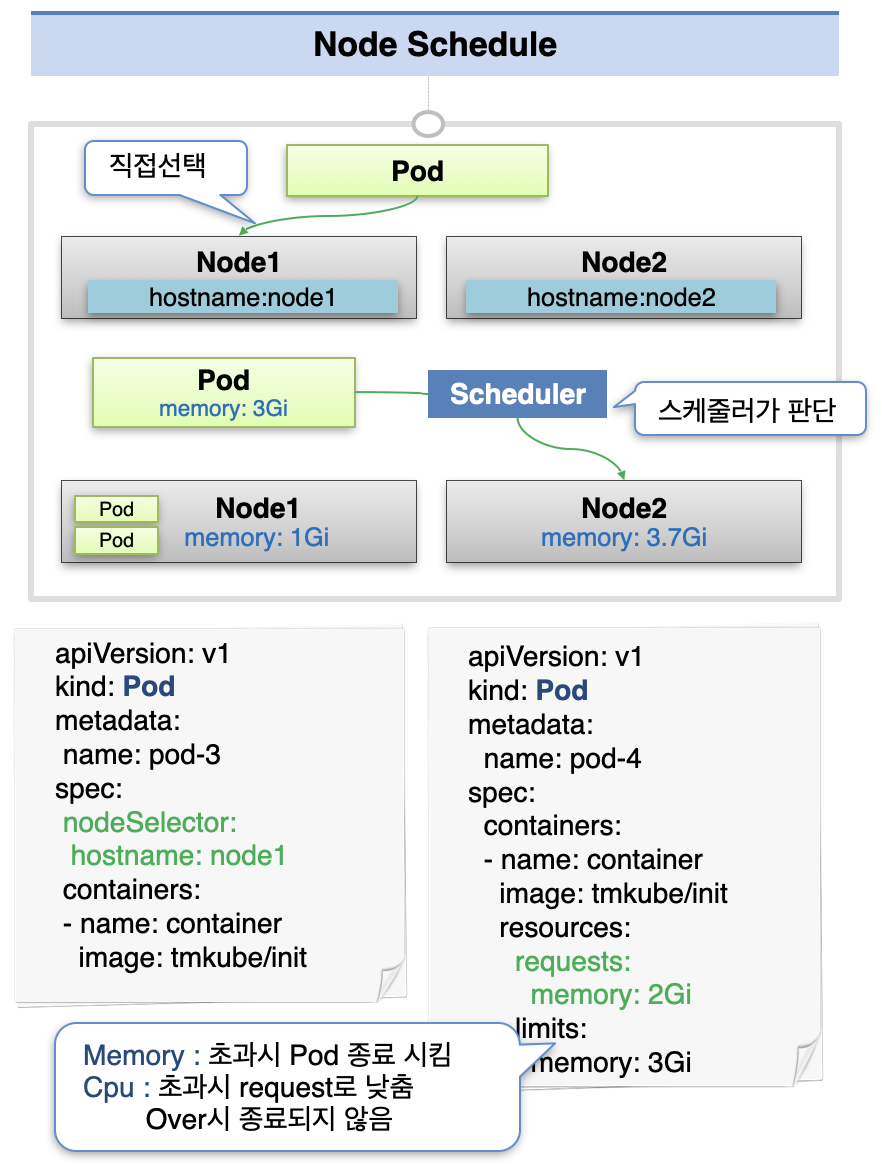 Node Schedule
직접선택
Pod
Node1
hostname:node1
Node2
hostname:node2
Pod
memory: 3Gi
Scheduler
스케줄러가 판단
Pod
Pod
Node1
memory: 1Gi
Node2
memory: 3.7Gi
apiVersion: v1
kind: Pod
metadata:
name: pod-3
spec:
nodeSelector:
hostname: node1
containers:
- name: container
image: tmkube/init
apiVersion: v1
kind: Pod
metadata:
name: pod-4
spec:
containers:
- name: container
image: tmkube/init
resources:
requests:
memory: 2Gi
limits:
memory: 3Gi
Memory : 초과시 Pod 종료 시킴
Cpu : 초과시 request로 낮춤
Over시 종료되지 않음